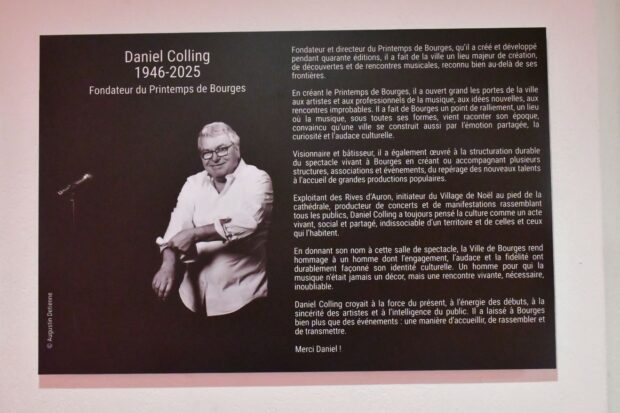 Daniel Colling
1946-2025
Fondateur du Printemps de Bourges
Fondateur et directeur du Printemps de Bourges, qu'il a créé et développé
pendant quarante éditions, il a fait de la ville un lieu majeur de création,
de découvertes et de rencontres musicales, reconnu bien au-delà de ses
frontières.
En créant le Printemps de Bourges, il a ouvert grand les portes de la ville
aux artistes et aux professionnels de la musique, aux idées nouvelles, aux
rencontres improbables. Il a fait de Bourges un point de ralliement, un lieu
où la musique, sous toutes ses formes, vient raconter son époque,
convaincu qu'une ville se construit aussi par l'émotion partagée, la
curiosité et l'audace culturelle.
Visionnaire et bâtisseur, il a également œuvré à la structuration durable
du spectacle vivant à Bourges en créant ou accompagnant plusieurs
structures, associations et événements, du repérage des nouveaux talents
à l'accueil de grandes productions populaires.
Exploitant des Rives d'Auron, initiateur du Village de Noël au pied de la
cathédrale, producteur de concerts et de manifestations rassemblant
tous les publics, Daniel Colling a toujours pensé la culture comme un acte
vivant, social et partagé, indissociable d'un territoire et de celles et ceux
qui l'habitent.
En donnant son nom à cette salle de spectacle, la Ville de Bourges rend
hommage à un homme dont l'engagement, l'audace et la fidélité ont
durablement façonné son identité culturelle. Un homme pour qui la
musique n'était jamais un décor, mais une rencontre vivante, nécessaire,
inoubliable.
Daniel Colling croyait à la force du présent, à l'énergie des débuts, à la
sincérité des artistes et à l'intelligence du public. Il a laissé à Bourges
bien plus que des événements : une manière d'accueillir, de rassembler et
de transmettre.
Merci Daniel !
© Augustin Detienne